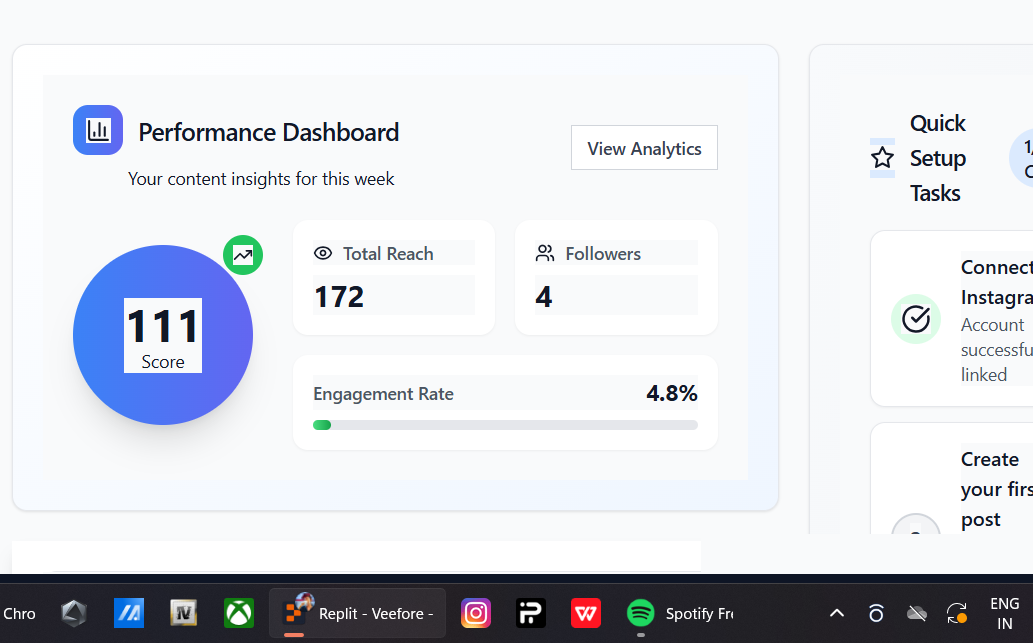 Performance Dashboard
View Analytics
Your content insights for this week
111
Score
Total Reach
172
Followers
4
Engagement Rate
4.8%
Quick
Setup
Tasks
1/
Connect
Instagra
Account
successfu
linked
Create
your firs
post
Chro
Replit - Veefore -
Spotify Fr
ENG
IN